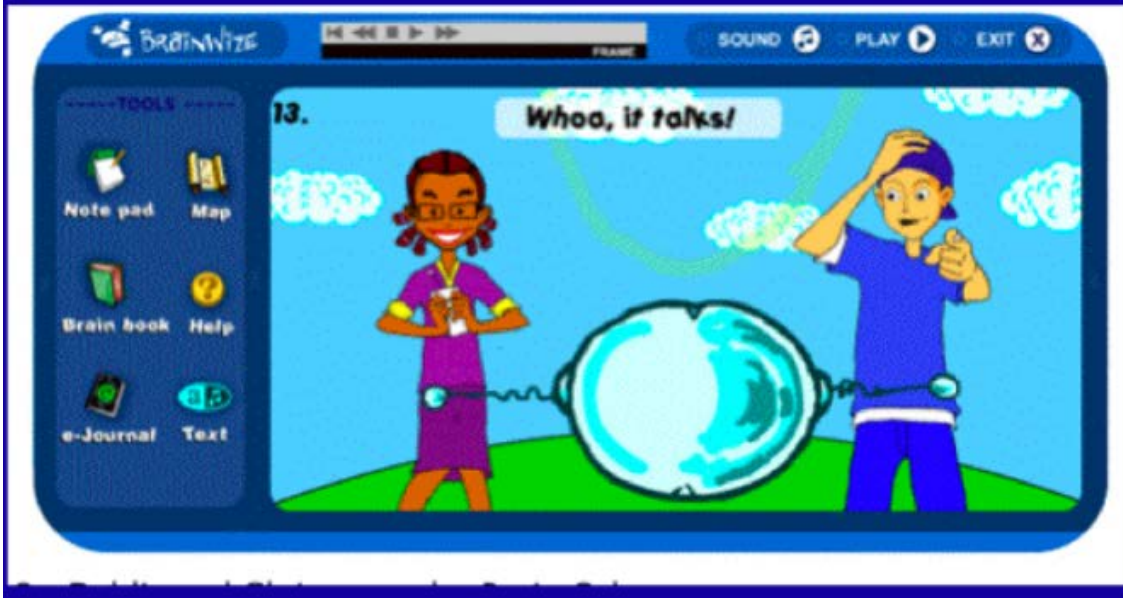 BRAINWIZE
SOUND PLAY EXIT X
FRAME
-----TOOLS-----
13.
Whoa, it talks!
Note pad Map
?
Brain book Help
a a
e-Journal Text